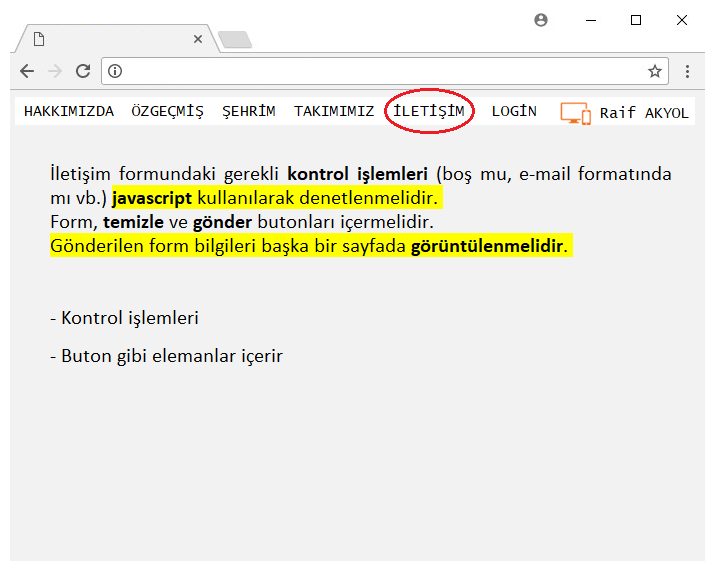 HAKKIMIZDA ÖZGEÇMİŞ ŞEHRİM TAKIMIMIZ İLETİŞİM LOGİN Raif AKYOL
İletişim formundaki gerekli kontrol işlemleri (boş mu, e-mail formatında
mı vb.) javascript kullanılarak denetlenmelidir.
Form, temizle ve gönder butonları içermelidir.
Gönderilen form bilgileri başka bir sayfada görüntülenmelidir.
- Kontrol işlemleri
- Buton gibi elemanlar içerir